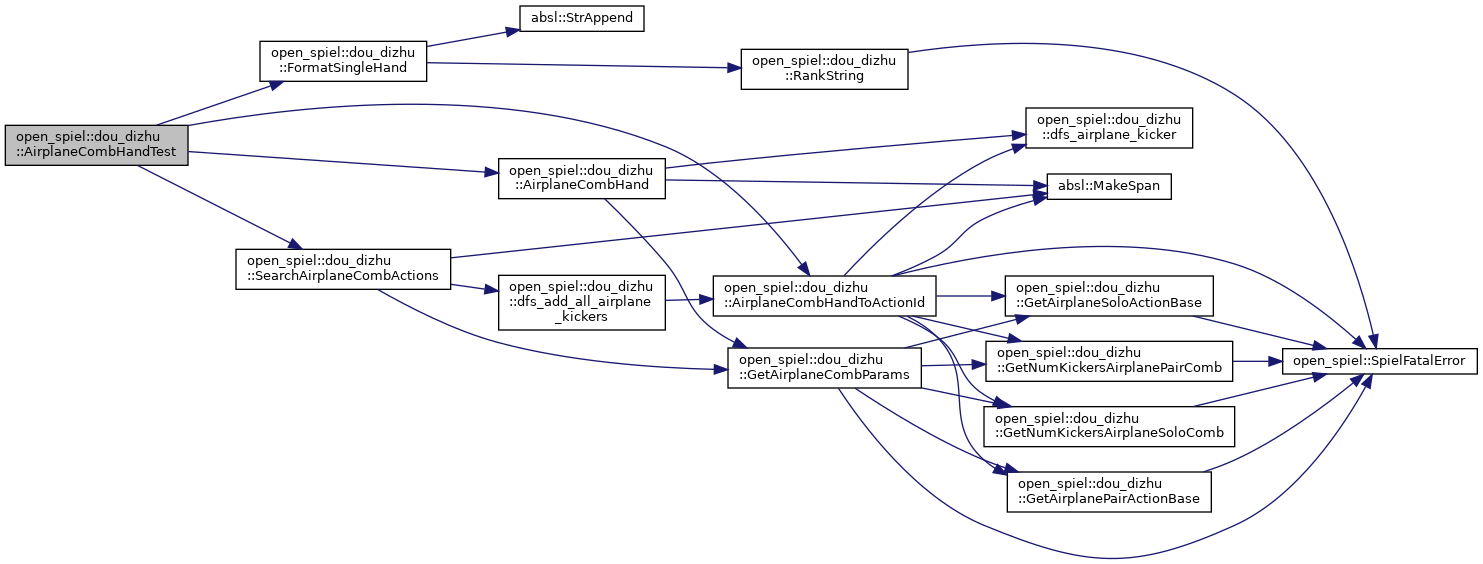 absl::StrAppend
open_spiel::dou_dizhu
::FormatSingleHand
open_spiel::dou_dizhu
::RankString
open_spiel::dou_dizhu
::dfs_airplane_kicker
open_spiel::dou_dizhu
::AirplaneCombHandTest
open_spiel::dou_dizhu
::AirplaneCombHand
absl::MakeSpan
open_spiel::dou_dizhu
::SearchAirplaneCombActions
open_spiel::dou_dizhu
::dfs_add_all_airplane
_kickers
open_spiel::dou_dizhu
::AirplaneCombHandToActionId
open_spiel::dou_dizhu
::GetAirplaneSoloActionBase
open_spiel::dou_dizhu
::GetAirplaneCombParams
open_spiel::dou_dizhu
::GetNumKickersAirplanePairComb
open_spiel::SpielFatalError
open_spiel::dou_dizhu
::GetNumKickersAirplaneSoloComb
open_spiel::dou_dizhu
::GetAirplanePairActionBase